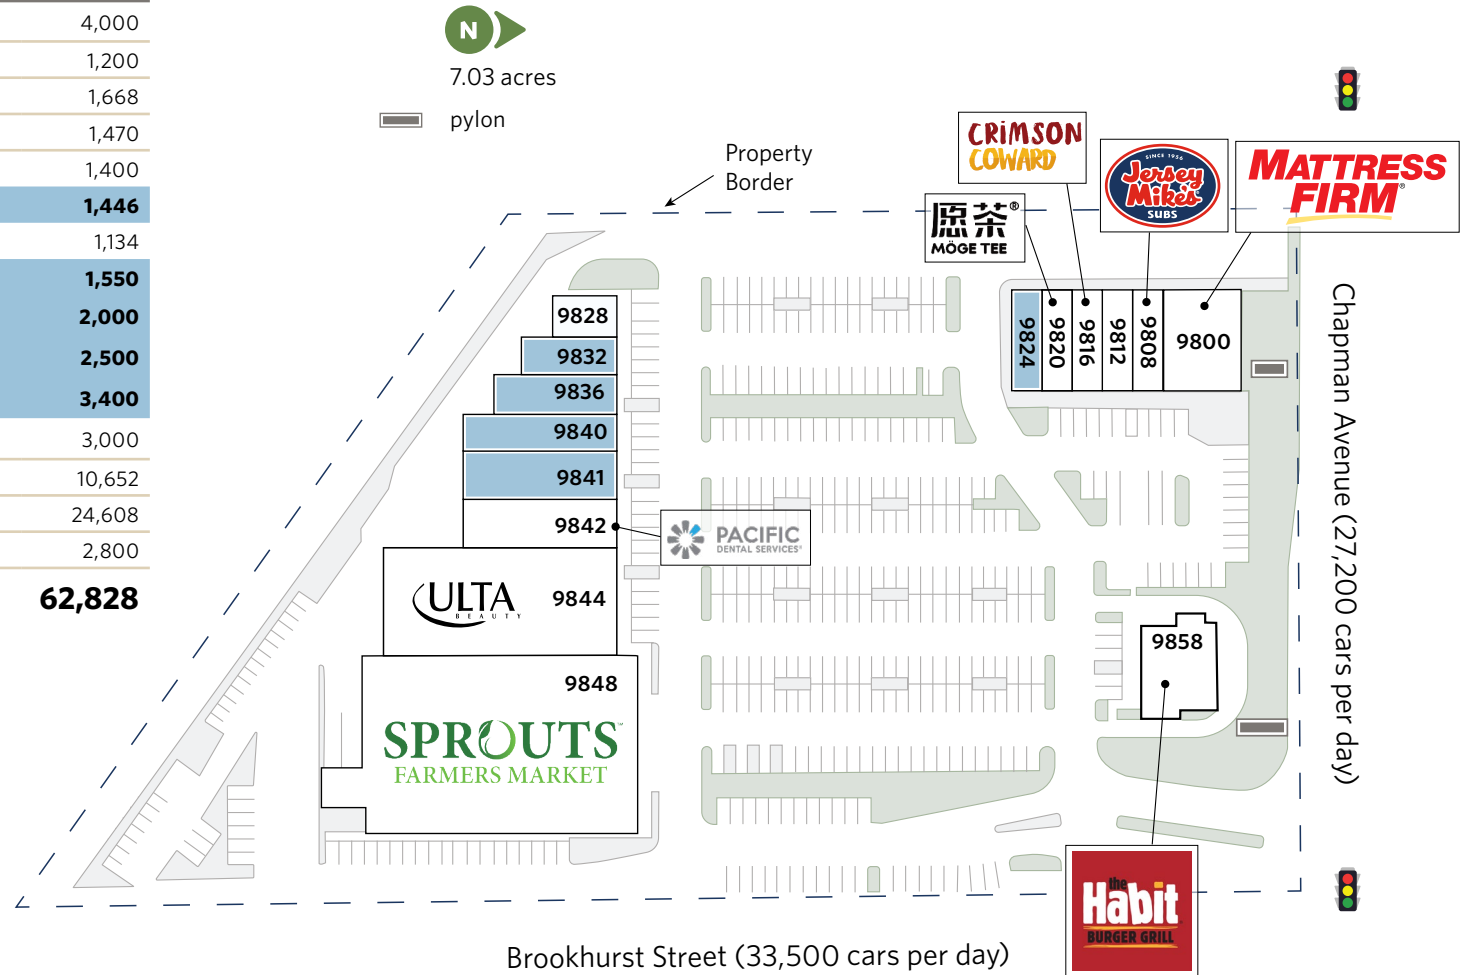 4,000
1,200
1,668
1,470
1,400
1,446
1,134
1,550
2,000
2,500
3,400
3,000
10,652
24,608
2,800
62,828
N
7.03 acres
pylon
Property
Border
CRiMSON
COWARD
SINCE 1956
Jersey
Mike's
SUBS
MATTRESS
FIRM®
愿茶®
MÖGE TEE
9828
9832
9836
9840
9841
9842
PACIFIC
DENTAL SERVICES®
ULTA
BEAUTY
9844
9848
SPROUTS
FARMERS MARKET
9824
9820
9816
9812
9808
9800
9858
the
Habit
BURGER GRILL
Chapman Avenue (27,200 cars per day)
Brookhurst Street (33,500 cars per day)